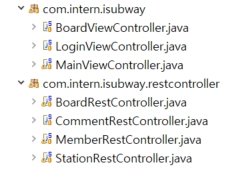 com.intern.isubway
BoardViewController.java
LoginViewController.java
MainViewController.java
com.intern.isubway.restcontroller
BoardRestController.java
CommentRestController.java
MemberRestController.java
StationRestController.java